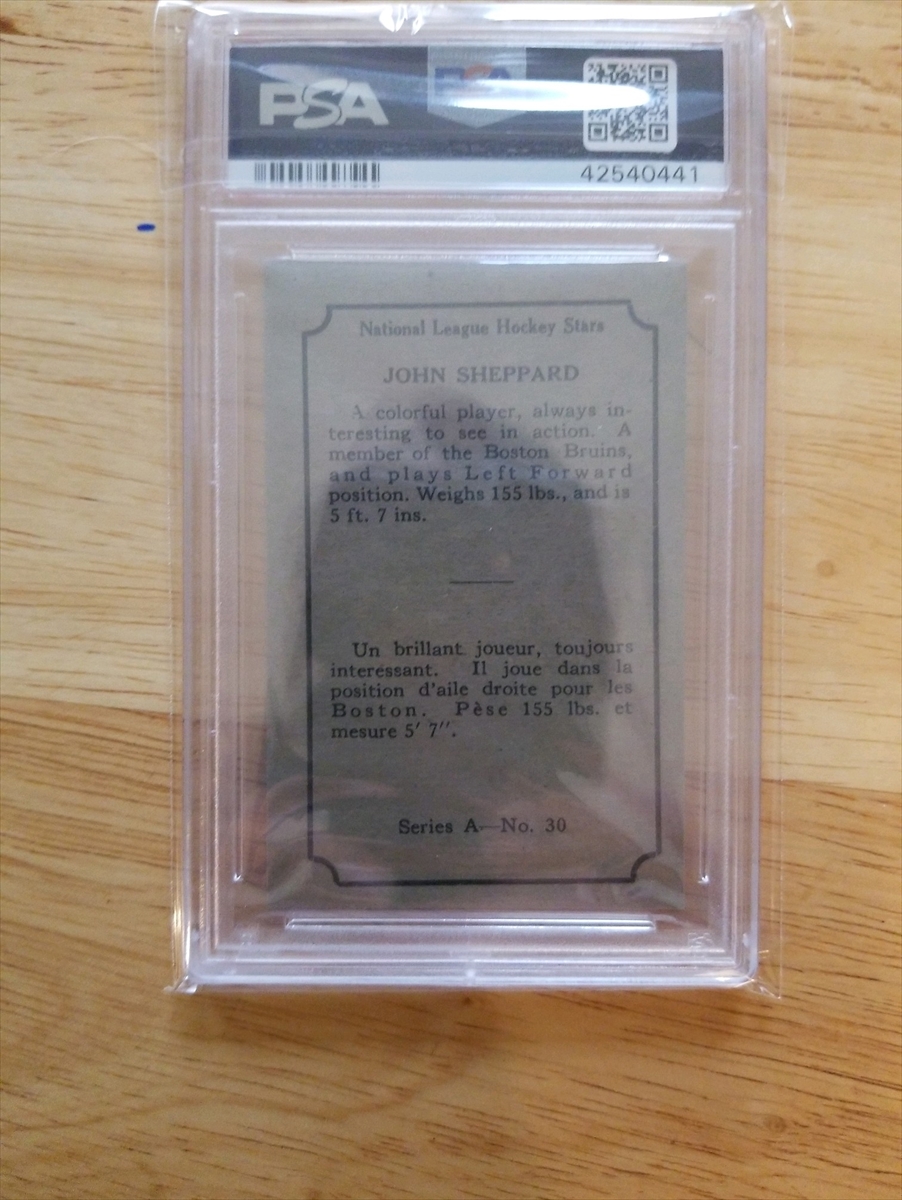 PSA
PSA
42540441
National League Hockey Stars
JOHN SHEPPARD
A colorful player, always in-
teresting to see in action. A
member of the Boston Bruins,
and plays Left Forward
position. Weighs 155 lbs., and is
5 ft. 7 ins.
Un brillant joueur, toujours
interessant. Il joue dans la
position d'aile droite pour les
Boston. Pèse 155 lbs. et
mesure 5' 7".
Series A—No. 30